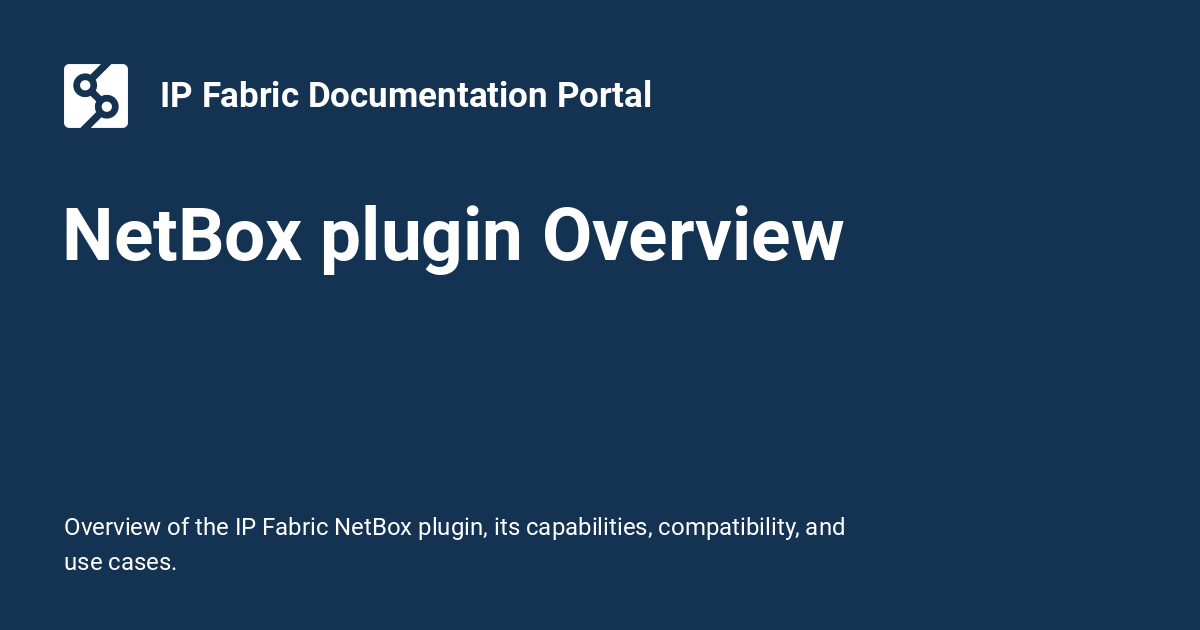 IP Fabric Documentation Portal
NetBox plugin Overview
Overview of the IP Fabric NetBox plugin, its capabilities, compatibility, and
use cases.